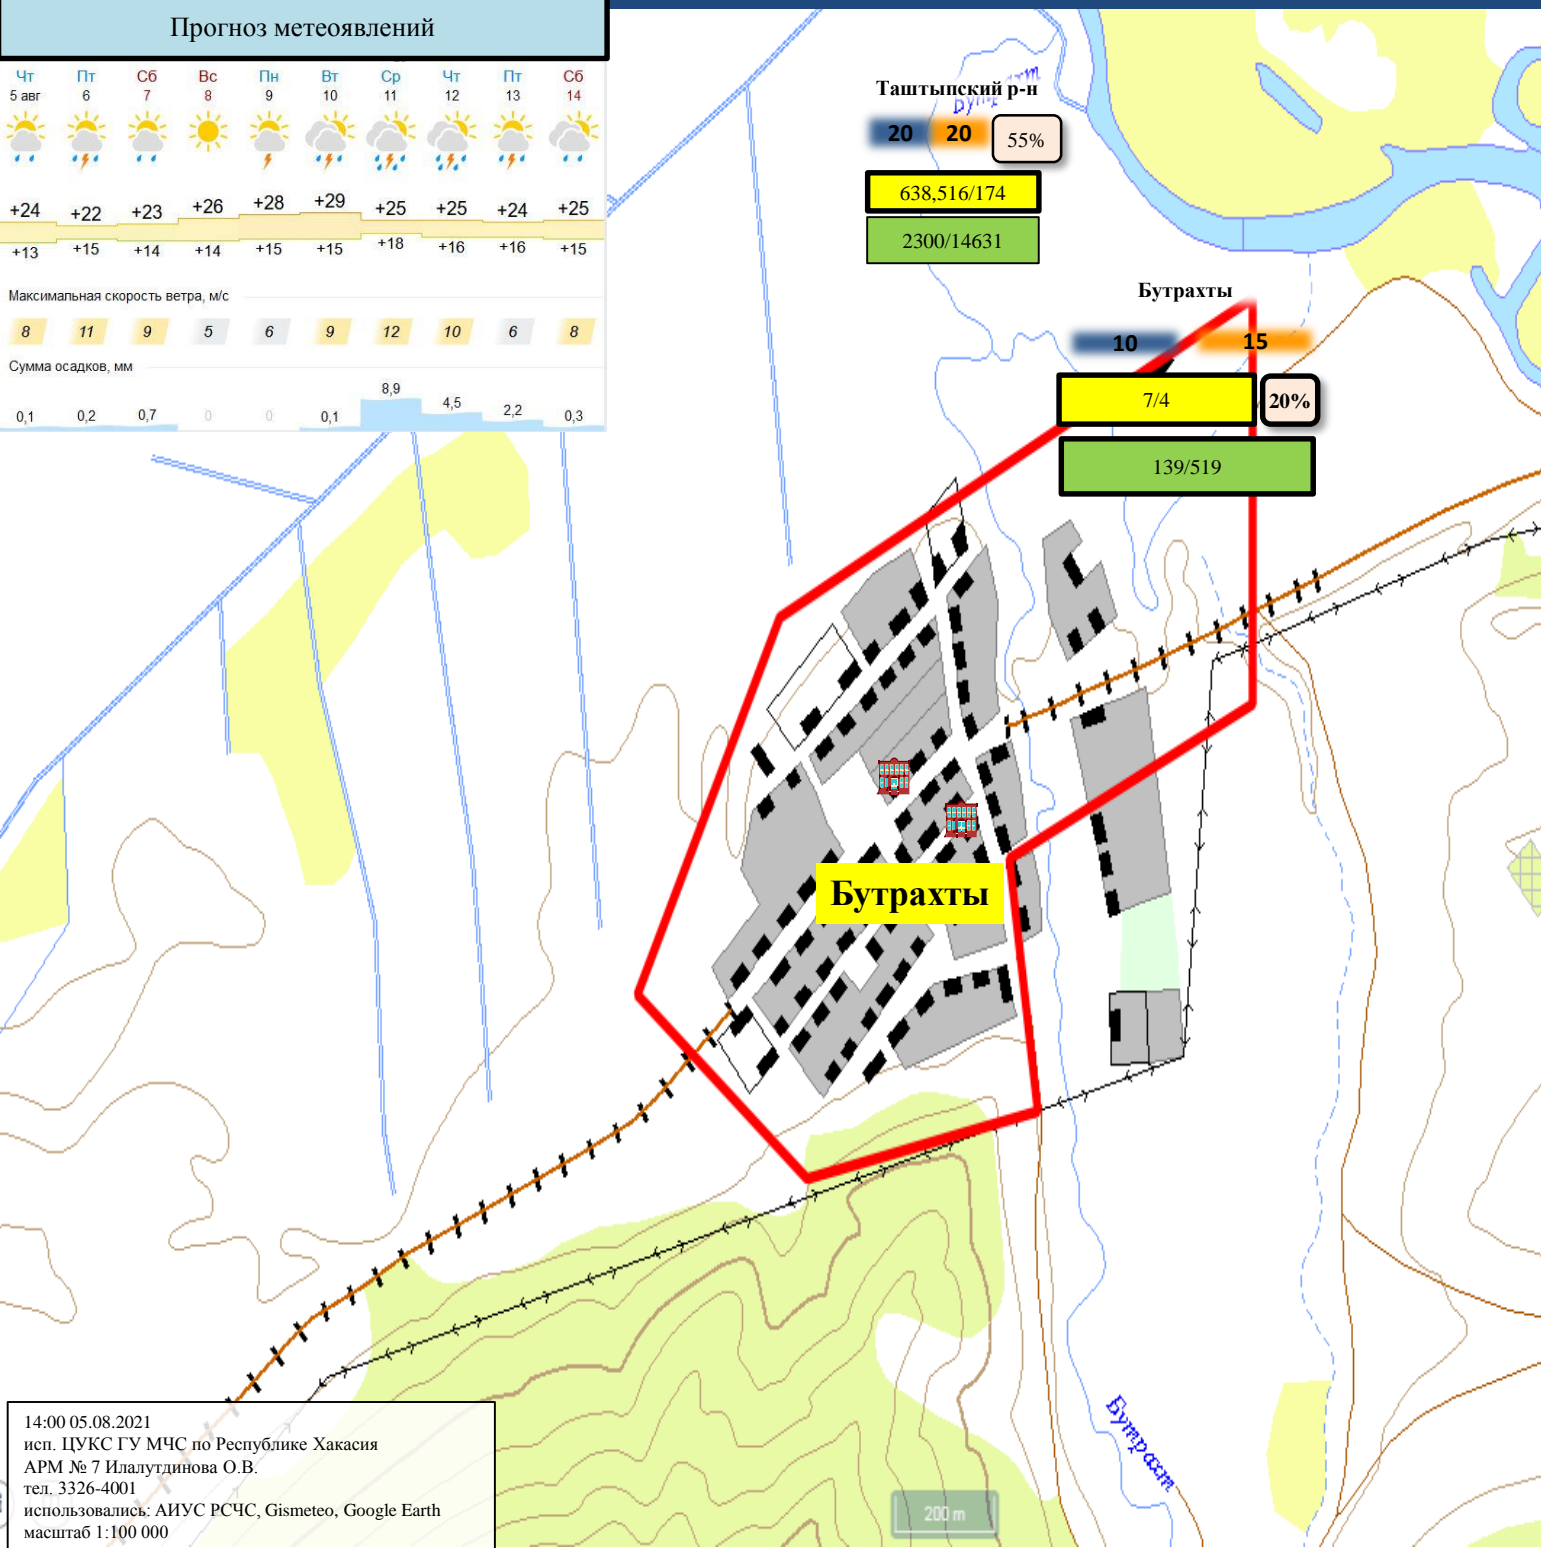 Прогноз метеоявлений
Чт Пт Сб Вс Пн Вт Ср Чт Пт Сб
5 авг 6 7 8 9 10 11 12 13 14
+24 +22 +23 +26 +28 +29 +25 +25 +24 +25
+13 +15 +14 +14 +15 +15 +18 +16 +16 +15
Максимальная скорость ветра, м/с
8 11 9 5 6 9 12 10 6 8
Сумма осадков, мм
0,1 0,2 0,7 0 0 0,1 8,9 4,5 2,2 0,3
Таштыпский р-н
20 20 55%
638,516/174
2300/14631
Бутрахты
10 15
7/4 20%
139/519
Бутрахты
Бутрахт
200 m
14:00 05.08.2021
исп. ЦУКС ГУ МЧС по Республике Хакасия
АРМ № 7 Илалутдинова О.В.
тел. 3326-4001
использовались: АИУС РСЧС, Gismeteo, Google Earth
масштаб 1:100 000